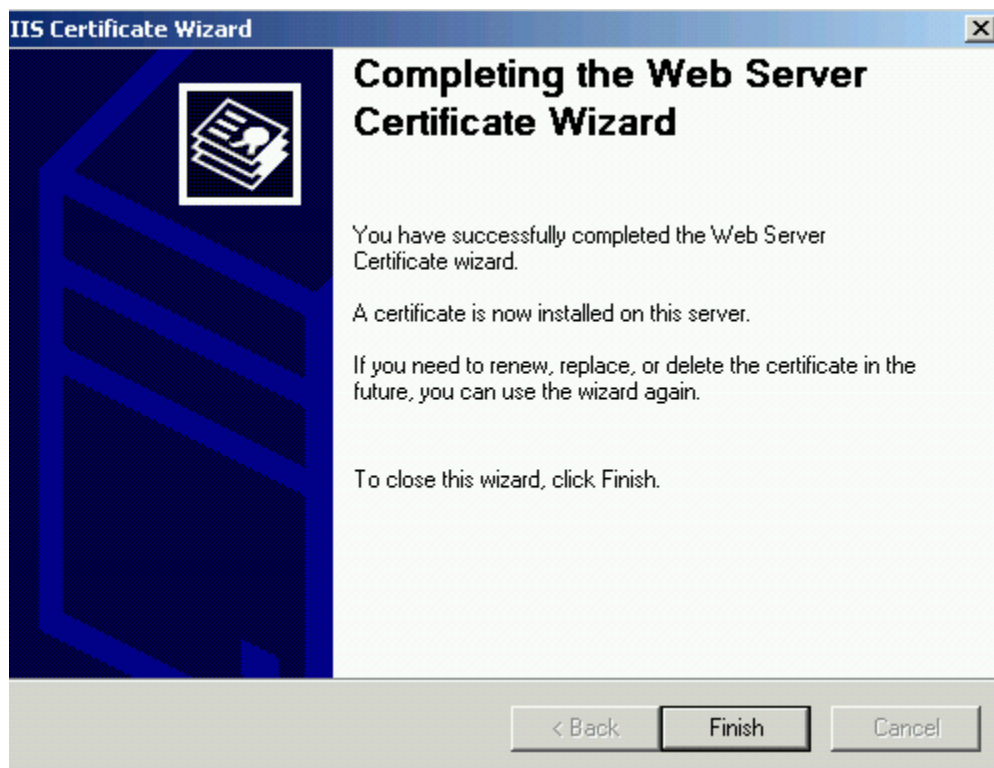 IIS Certificate Wizard
Completing the Web Server
Certificate Wizard
You have successfully completed the Web Server
Certificate wizard.
A certificate is now installed on this server.
If you need to renew, replace, or delete the certificate in the
future, you can use the wizard again.
To close this wizard, click Finish.
< Back
Finish
Cancel